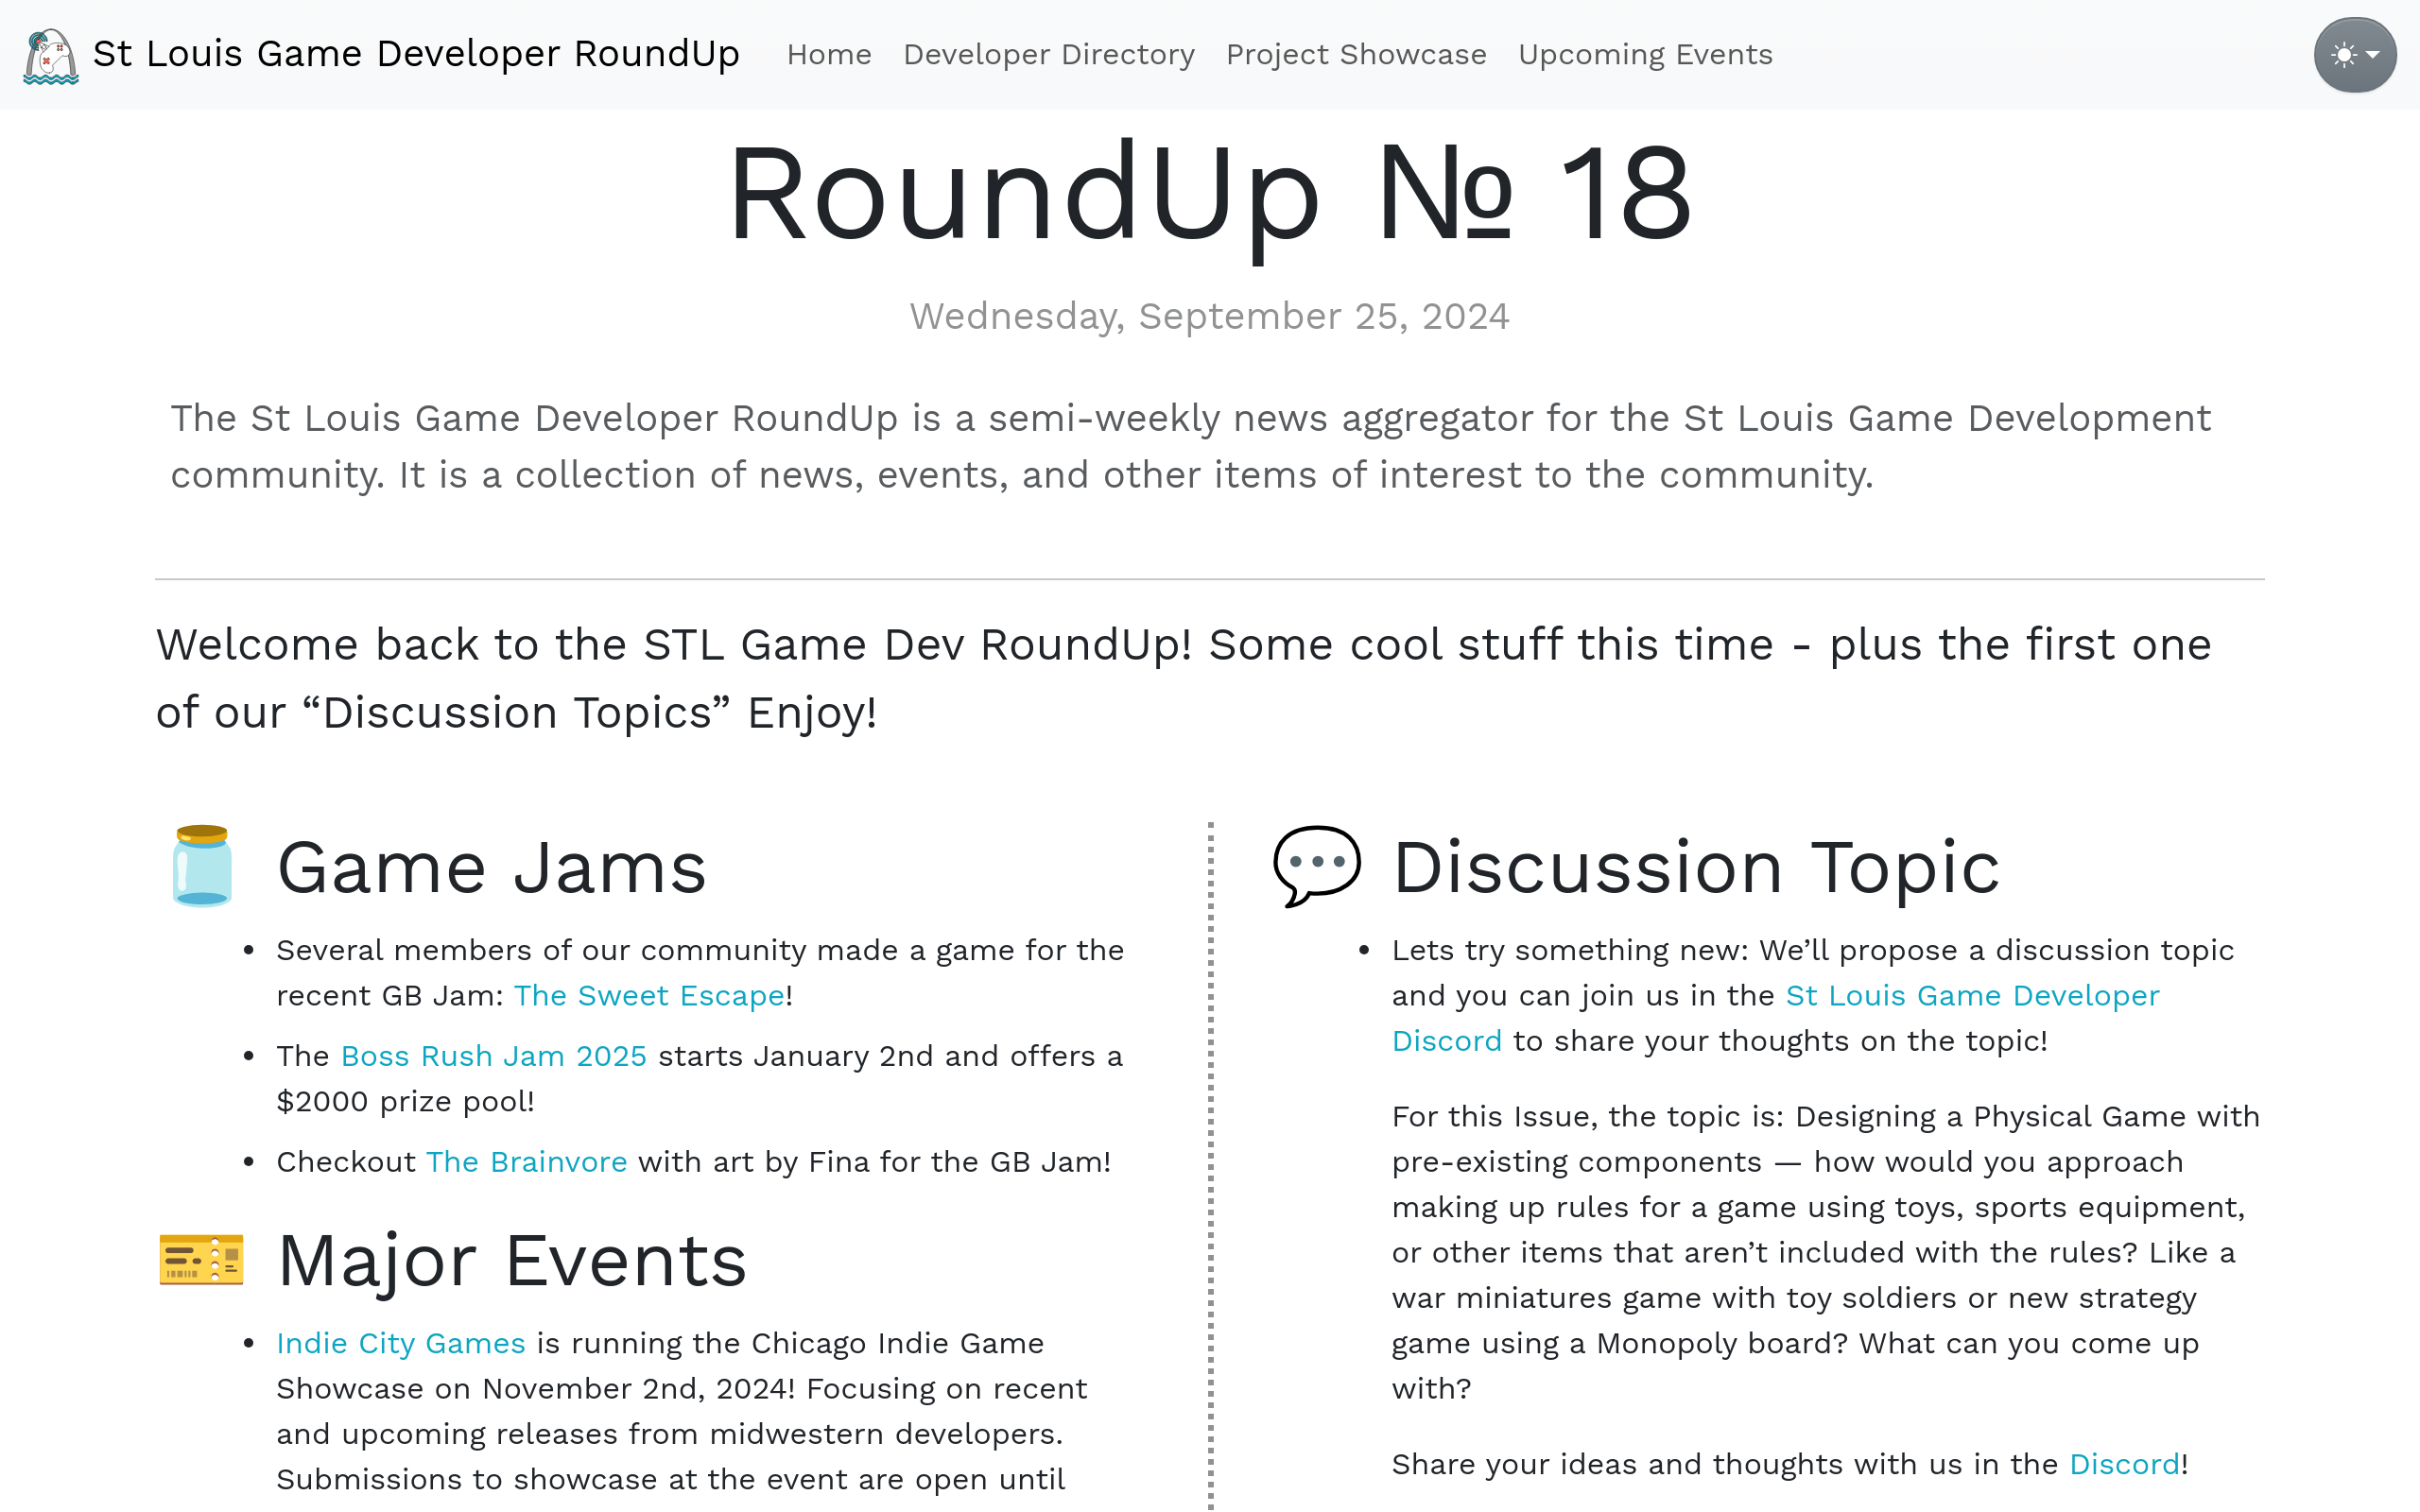 St Louis Game Developer RoundUp
Home
Developer Directory
Project Showcase
Upcoming Events
RoundUp № 18
Wednesday, September 25, 2024
The St Louis Game Developer RoundUp is a semi-weekly news aggregator for the St Louis Game Development
community. It is a collection of news, events, and other items of interest to the community.
Welcome back to the STL Game Dev RoundUp! Some cool stuff this time - plus the first one
of our “Discussion Topics” Enjoy!
Game Jams
• Several members of our community made a game for the
recent GB Jam: The Sweet Escape!
• The Boss Rush Jam 2025 starts January 2nd and offers a
$2000 prize pool!
• Checkout The Brainvore with art by Fina for the GB Jam!
Major Events
• Indie City Games is running the Chicago Indie Game
Showcase on November 2nd, 2024! Focusing on recent
and upcoming releases from midwestern developers.
Submissions to showcase at the event are open until
Discussion Topic
• Lets try something new: We’ll propose a discussion topic
and you can join us in the St Louis Game Developer
Discord to share your thoughts on the topic!
For this Issue, the topic is: Designing a Physical Game with
pre-existing components — how would you approach
making up rules for a game using toys, sports equipment,
or other items that aren’t included with the rules? Like a
war miniatures game with toy soldiers or new strategy
game using a Monopoly board? What can you come up
with?
Share your ideas and thoughts with us in the Discord!